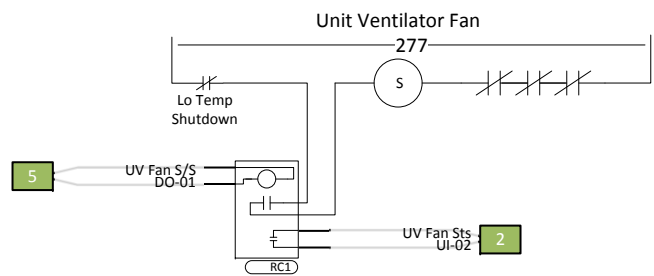 Unit Ventilator Fan
277
S
Lo Temp
Shutdown
5
UV Fan S/S
DO-01
UV Fan Sts
UI-02
2
RC1